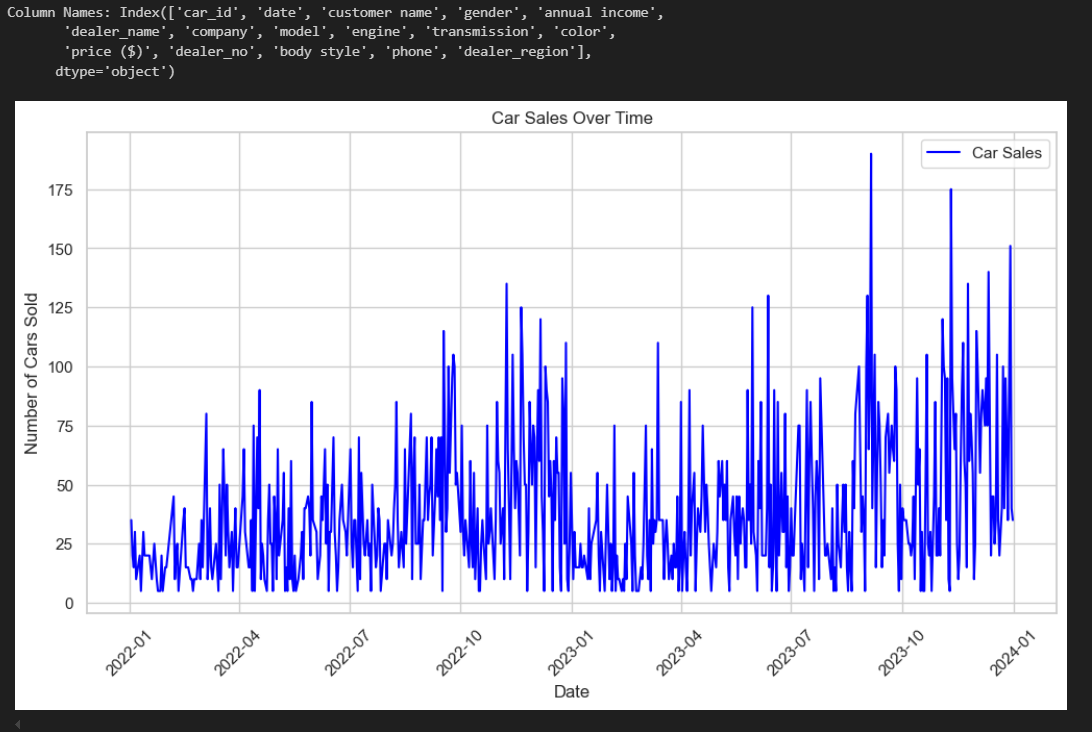 Column Names: Index(['car_id', 'date', 'customer name', 'gender', 'annual income',
'dealer_name', 'company', 'model', 'engine', 'transmission', 'color',
'price ($)', 'dealer_no', 'body style', 'phone', 'dealer_region'],
dtype='object')
Car Sales Over Time
Car Sales
175
150
125
100
75
50
25
0
Number of Cars Sold
2022-01
2022-04
2022-07
2022-10
2023-01
2023-04
2023-07
2023-10
2024-01
Date